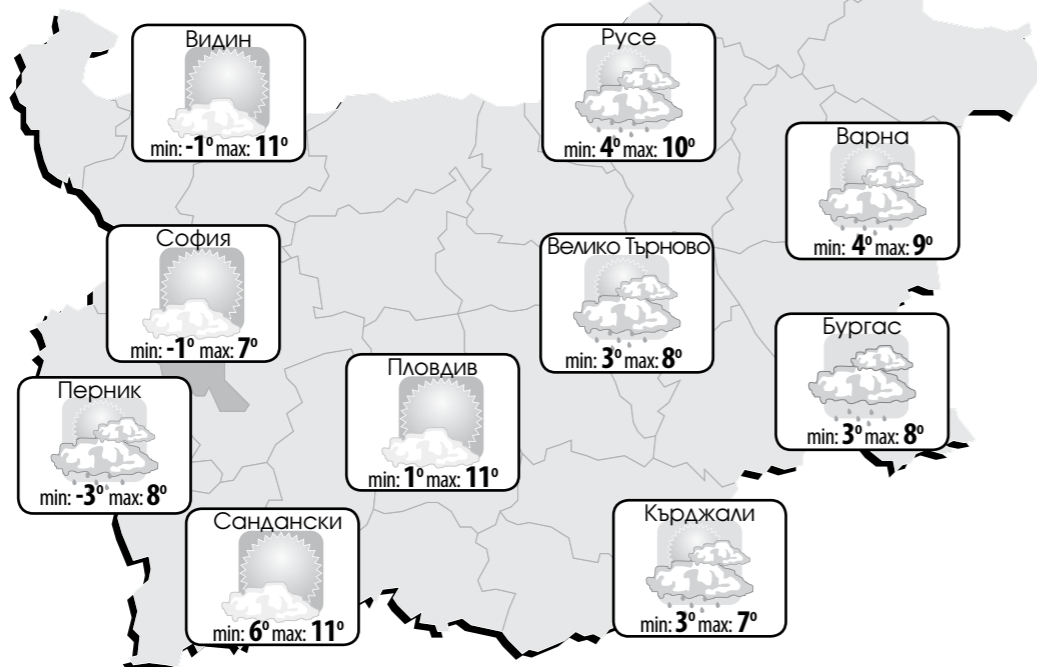 Видин
min: -1° max: 11°
Русе
min: 4° max: 10°
Варна
min: 4° max: 9°
София
min: -1° max: 7°
Велико Търново
min: 3° max: 8°
Бургас
min: 3° max: 8°
Пловдив
min: 1° max: 11°
Перник
min: -3° max: 8°
Сандански
min: 6° max: 11°
Кърджали
min: 3° max: 7°